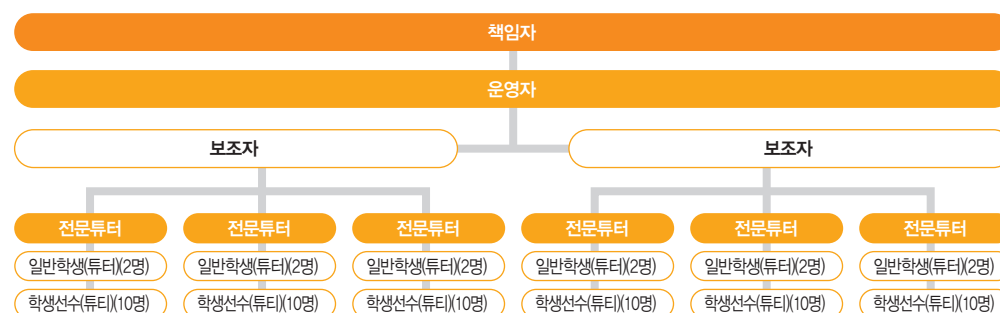 책임자
운영자
보조자 보조자
전문튜터 전문튜터 전문튜터 전문튜터 전문튜터 전문튜터
일반학생(튜터)(2명) 일반학생(튜터)(2명) 일반학생(튜터)(2명) 일반학생(튜터)(2명) 일반학생(튜터)(2명) 일반학생(튜터)(2명)
학생선수(튜티)(10명) 학생선수(튜티)(10명) 학생선수(튜티)(10명) 학생선수(튜티)(10명) 학생선수(튜티)(10명) 학생선수(튜티)(10명)